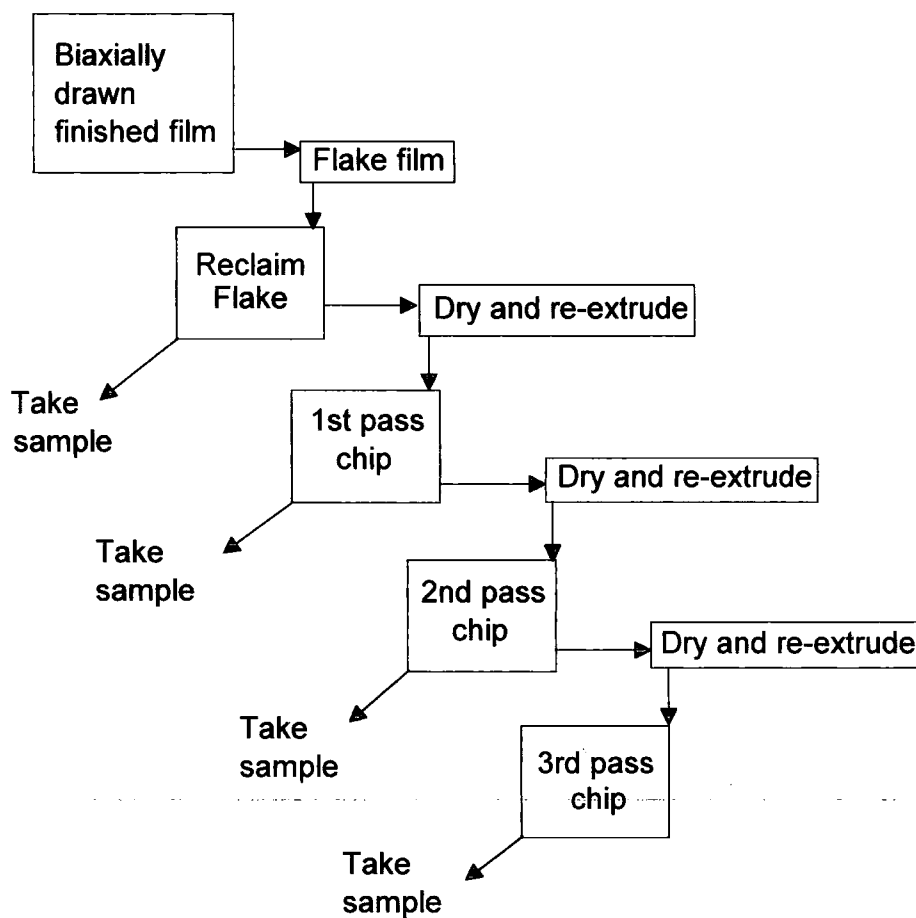 Biaxially
drawn
finished film
Flake film
Reclaim
Flake
Dry and re-extrude
Take
sample
1st pass
chip
Dry and re-extrude
Take
sample
2nd pass
chip
Dry and re-extrude
Take
sample
3rd pass
chip
Take
sample